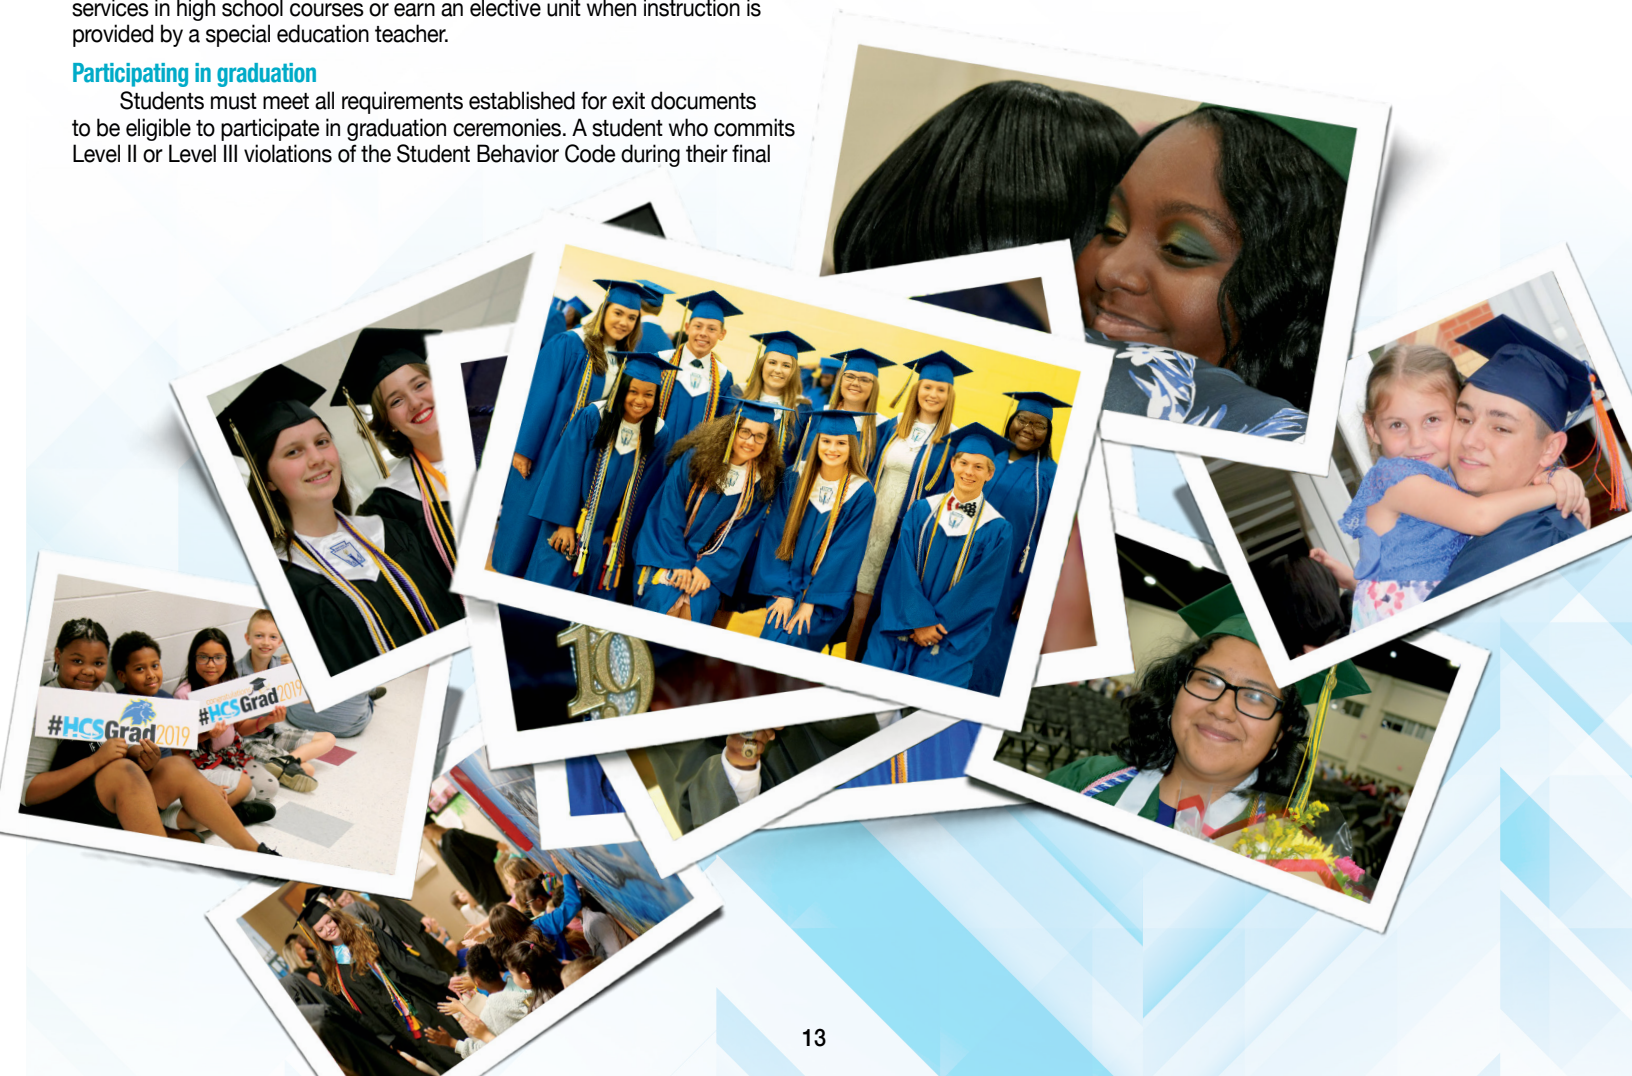 services in high school courses or earn an elective unit when instruction is
provided by a special education teacher.
Participating in graduation
Students must meet all requirements established for exit documents
to be eligible to participate in graduation ceremonies. A student who commits
Level II or Level III violations of the Student Behavior Code during their final
#HCSGrad2019
#HCSGrad2019
19
13